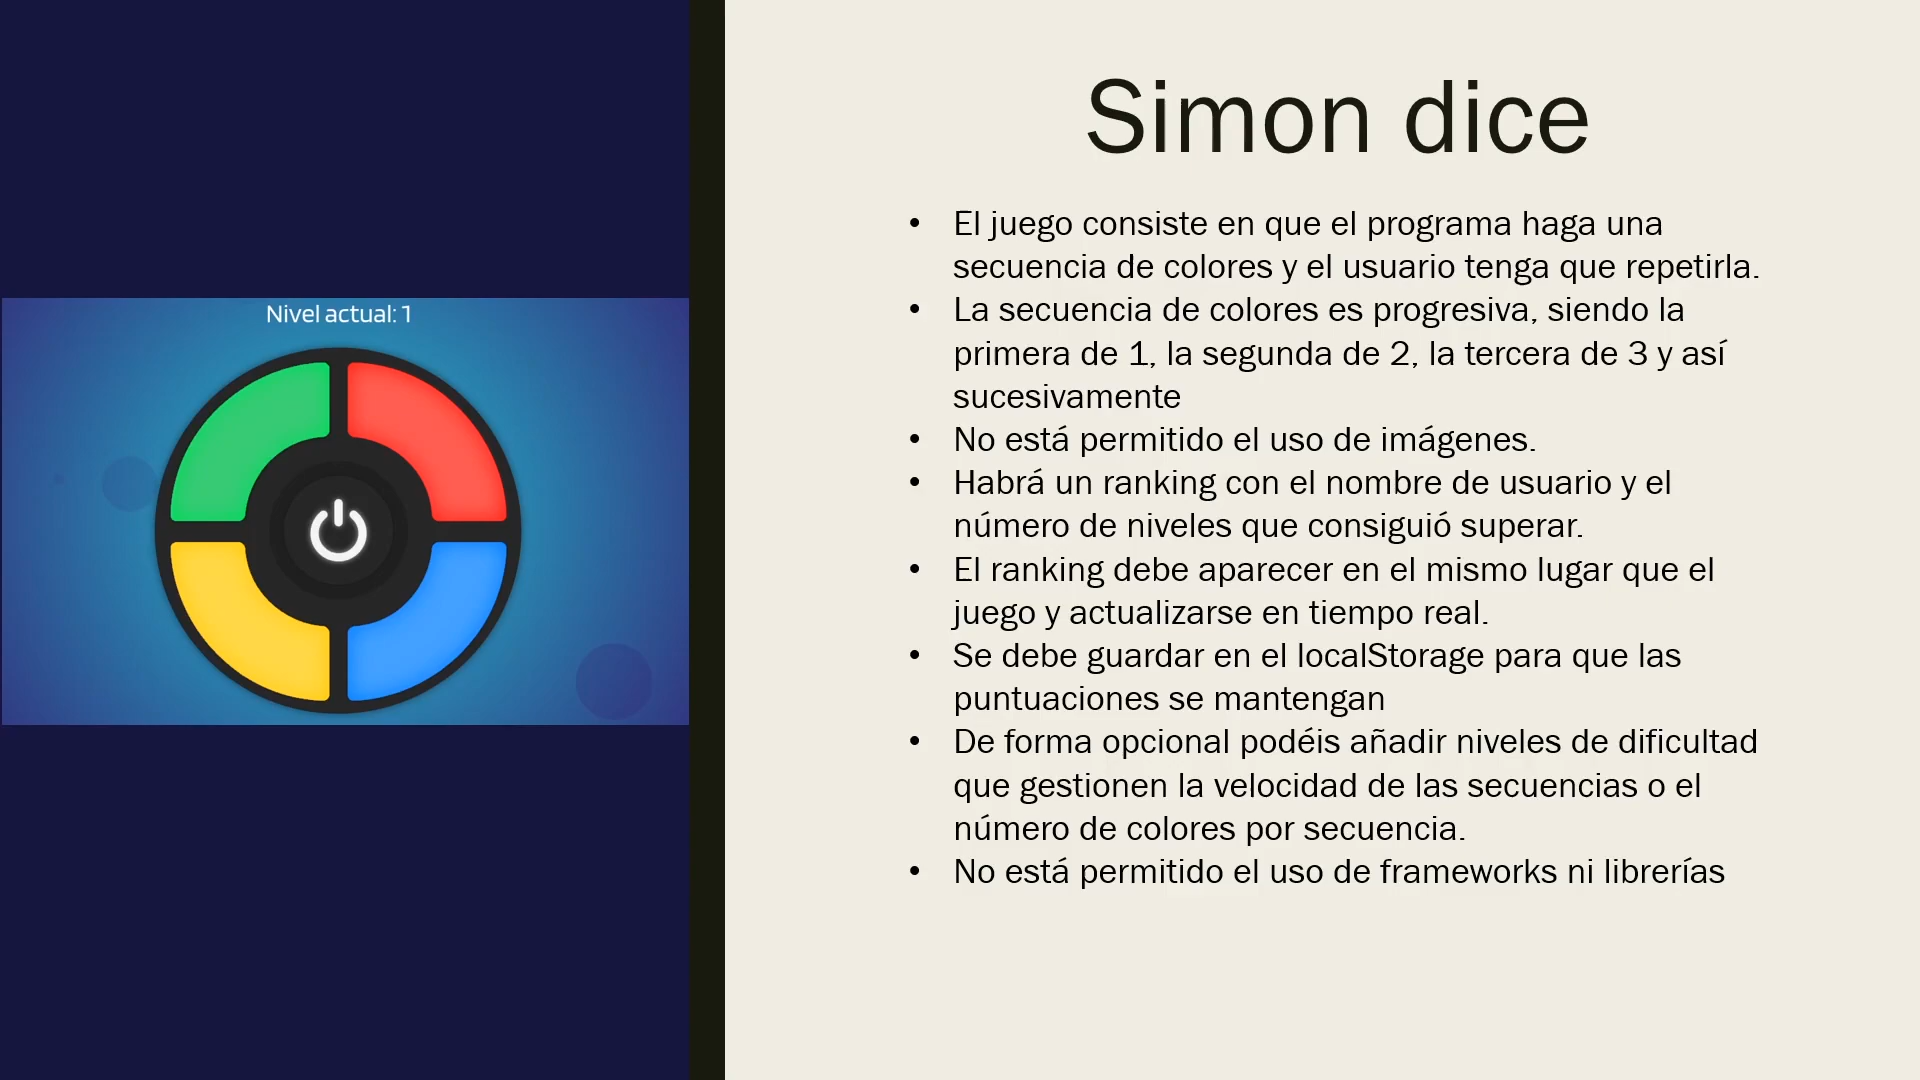 Nivel actual: 1
Simon dice
• El juego consiste en que el programa haga una
secuencia de colores y el usuario tenga que repetirla.
• La secuencia de colores es progresiva, siendo la
primera de 1, la segunda de 2, la tercera de 3 y así
sucesivamente
• No está permitido el uso de imágenes.
• Habrá un ranking con el nombre de usuario y el
número de niveles que consiguió superar.
• El ranking debe aparecer en el mismo lugar que el
juego y actualizarse en tiempo real.
• Se debe guardar en el localStorage para que las
puntuaciones se mantengan
• De forma opcional podéis añadir niveles de dificultad
que gestionen la velocidad de las secuencias o el
número de colores por secuencia.
• No está permitido el uso de frameworks ni librerías